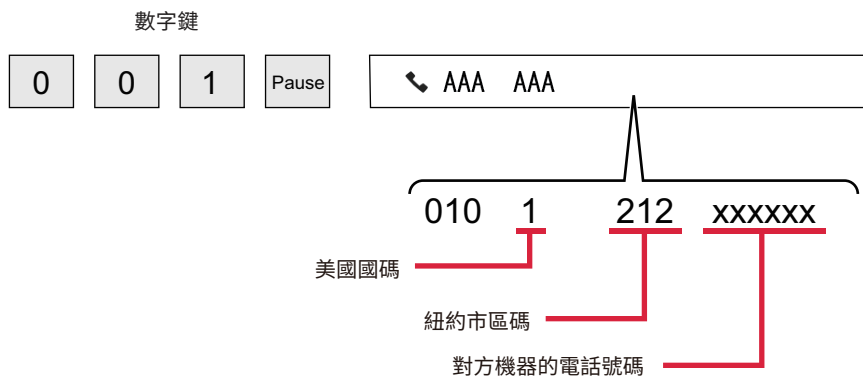 數字鍵
0 0 1 Pause AAA AAA
010 1 212 xxxxxx
美國國碼
紐約市區碼
對方機器的電話號碼